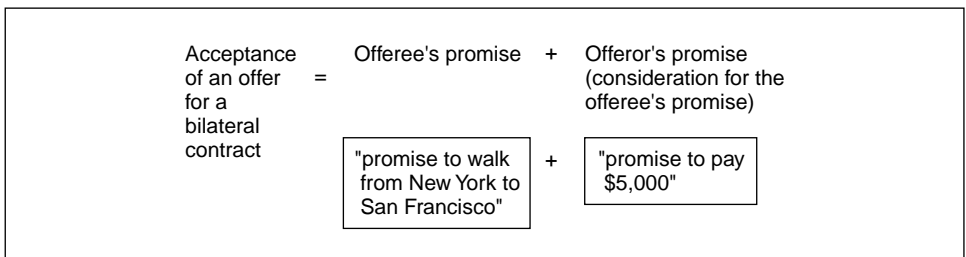 Acceptance of an offer for a bilateral contract
=
Offeree's promise
+
Offeror's promise
(consideration for the
offeree's promise)
"promise to walk
from New York to
San Francisco"
+
"promise to pay
$5,000"